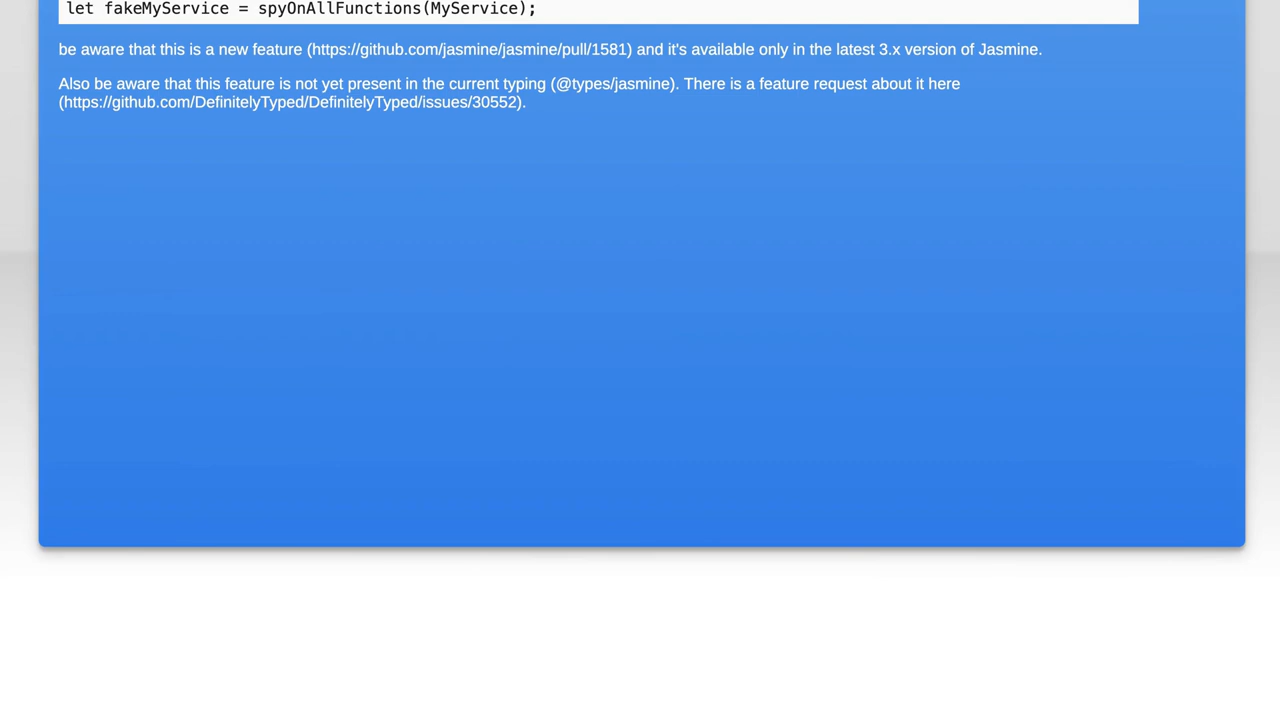 let fakeMyService = spyOnAllFunctions(MyService);
be aware that this is a new feature (https://github.com/jasmine/jasmine/pull/1581) and it's available only in the latest 3.x version of Jasmine.
Also be aware that this feature is not yet present in the current typing (@types/jasmine). There is a feature request about it here
(https://github.com/DefinitelyTyped/DefinitelyTyped/issues/30552).